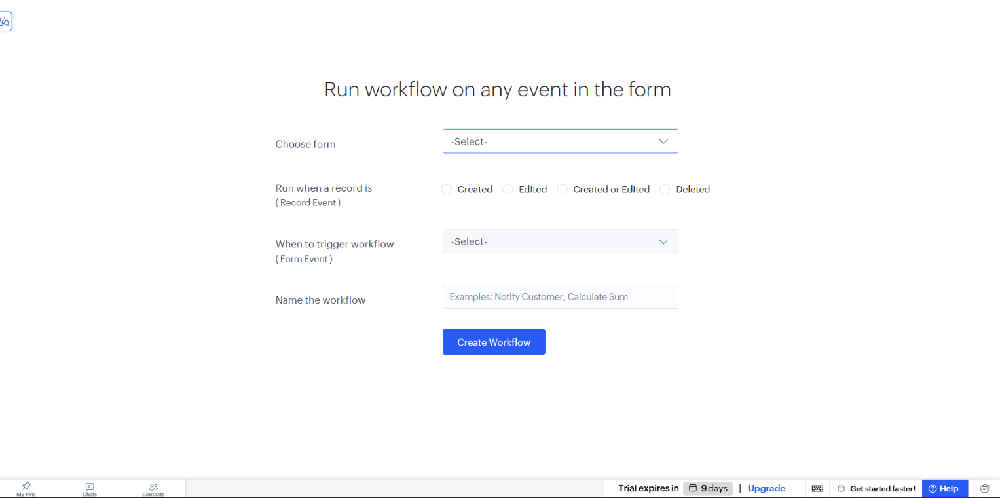 Run workflow on any event in the form
Choose form
-Select-
Run when a record is
( Record Event )
Created
Edited
Created or Edited
Deleted
When to trigger workflow
( Form Event )
-Select-
Name the workflow
Examples: Notify Customer, Calculate Sum
Create Workflow
My Pins
Chats
Contacts
Trial expires in 9 days | Upgrade
Get started faster!
Help